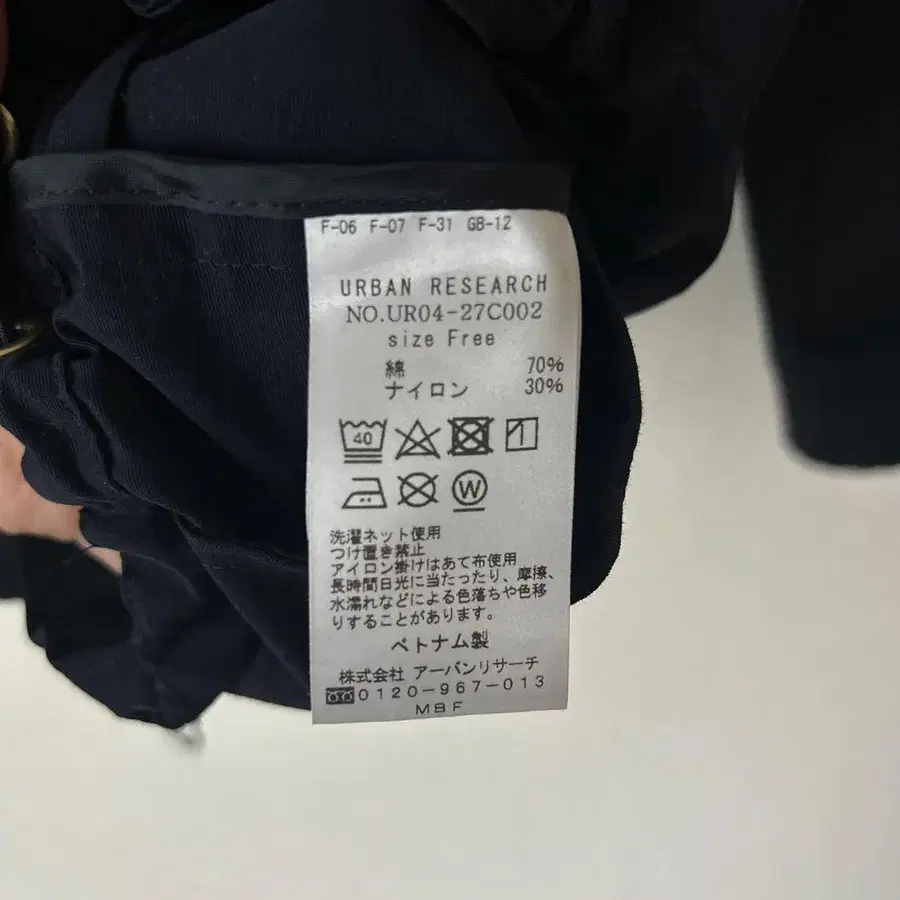 F-06 F-07 F-31 GB-12
URBAN RESEARCH
NO.UR04-27C002
size Free
綿 70%
ナイロン 30%
40
W
洗濯ネット使用
つけ置き禁止
アイロン掛けはあて布使用
長時間日光に当たったり、摩擦、
水濡れなどによる色落ちや色移
りすることがあります。
ベトナム製
株式会社 アーバンリサーチ
0120-967-013
MBF